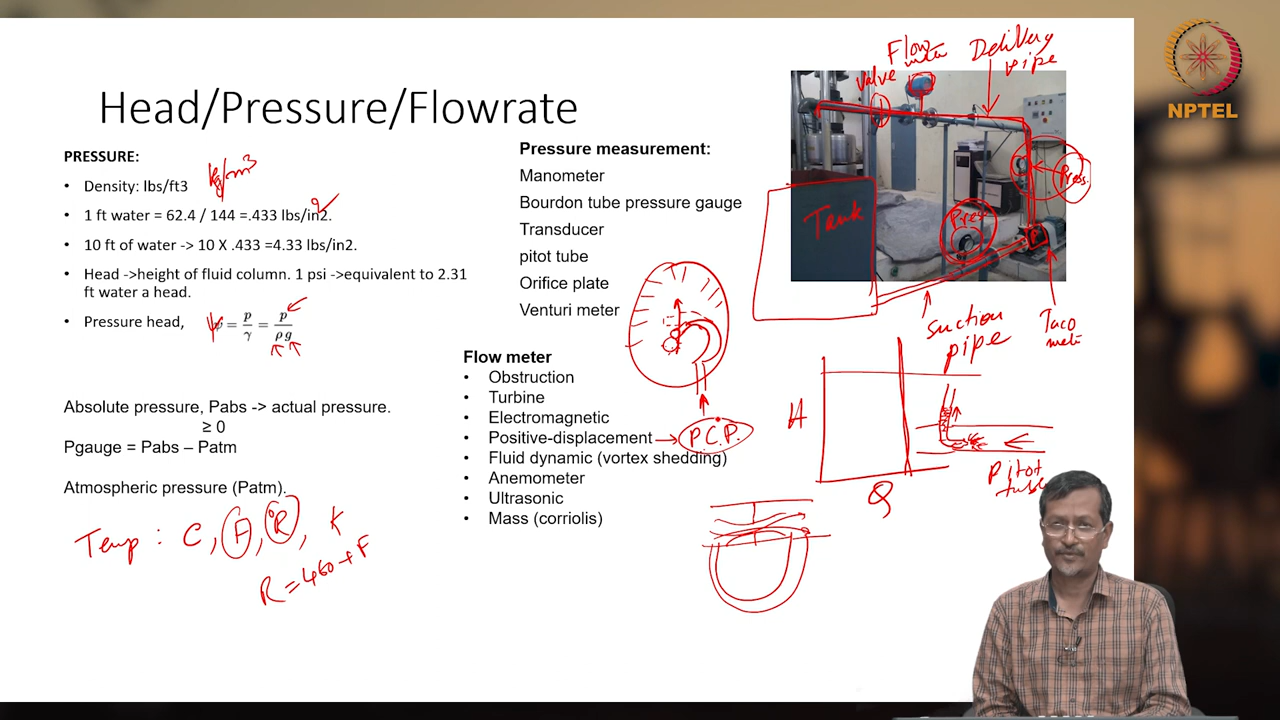 NPTEL
Head/Pressure/Flowrate
PRESSURE:
• Density: lbs/ft3
kg/m3
• 1 ft water = 62.4 / 144 =.433 lbs/in2.
2
• 10 ft of water -> 10 X .433 =4.33 lbs/in2.
• Head ->height of fluid column. 1 psi ->equivalent to 2.31
ft water a head.
• Pressure head, ψ = p/γ = p/ρg
Absolute pressure, Pabs -> actual pressure.
≥ 0
Pgauge = Pabs – Patm
Atmospheric pressure (Patm).
Temp : C, F, °R, K
R = 460 + F
Pressure measurement:
Manometer
Bourdon tube pressure gauge
Transducer
pitot tube
Orifice plate
Venturi meter
Flow meter
• Obstruction
• Turbine
• Electromagnetic
• Positive-displacement
P.C.P.
• Fluid dynamic (vortex shedding)
• Anemometer
• Ultrasonic
• Mass (corriolis)
Valve
Flow
meter
Delivery
pipe
Press.
Press
Tank
P
Suction
pipe
Taco
mete
H
Q
Pitot
tube